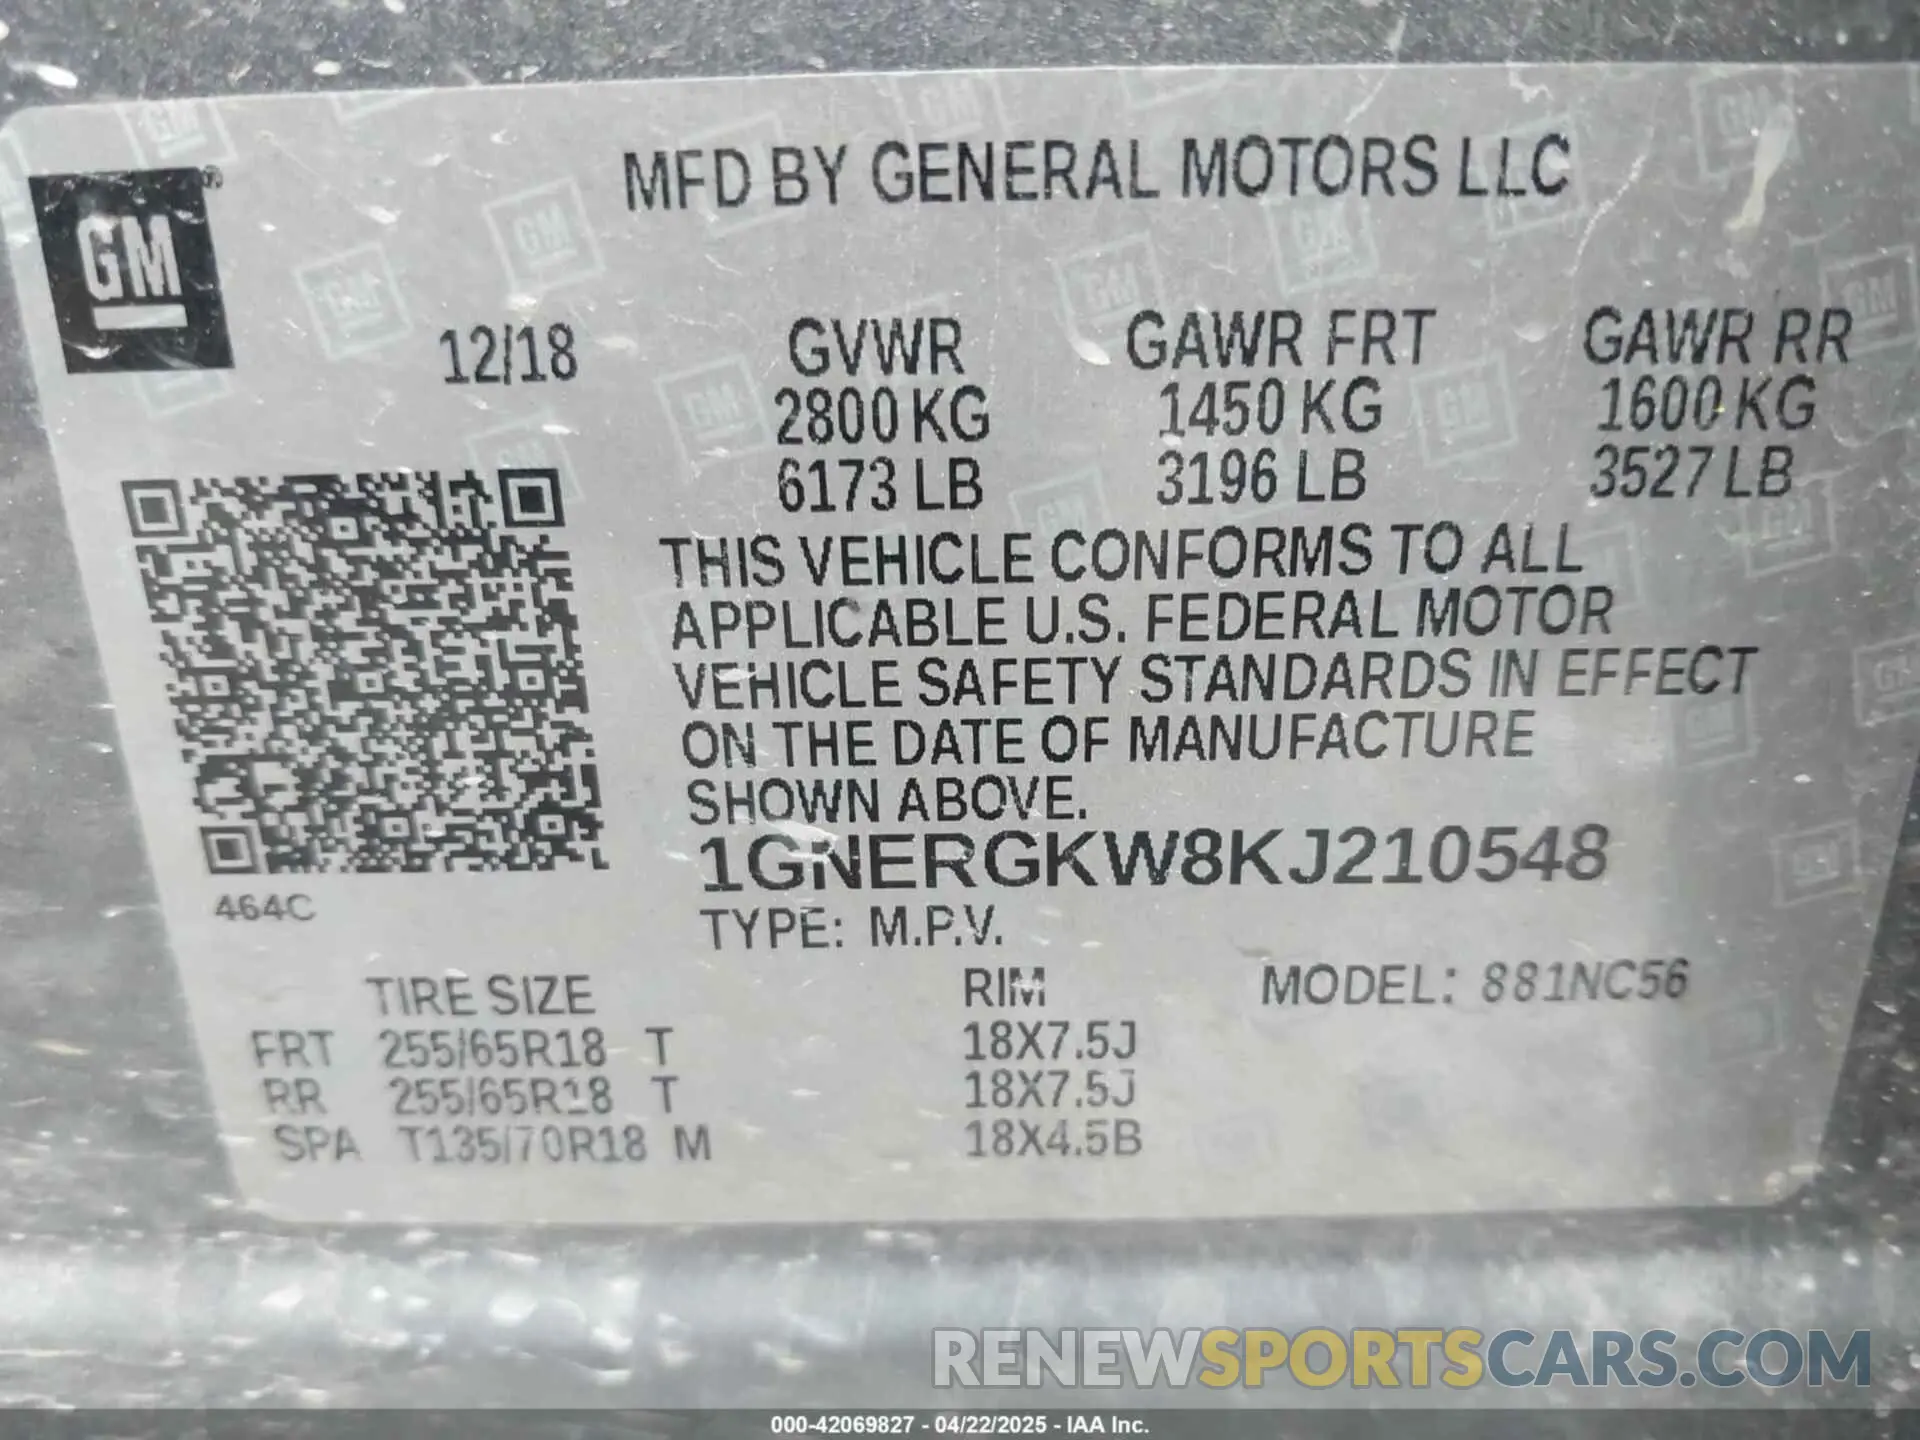 MFD BY GENERAL MOTORS LLC
GM®
12/18 GVWR GAWR FRT GAWR RR
2800 KG 1450 KG 1600 KG
6173 LB 3196 LB 3527 LB
THIS VEHICLE CONFORMS TO ALL
APPLICABLE U.S. FEDERAL MOTOR
VEHICLE SAFETY STANDARDS IN EFFECT
ON THE DATE OF MANUFACTURE
SHOWN ABOVE.
1GNERGKW8KJ210548
464C
TYPE: M.P.V.
TIRE SIZE RIM MODEL: 881NC56
FRT 255/65R18 T 18X7.5J
RR 255/65R18 T 18X7.5J
SPA T135/70R18 M 18X4.5B
RENEWSPORTSCARS.COM
000-42069827 - 04/22/2025 - IAA Inc.